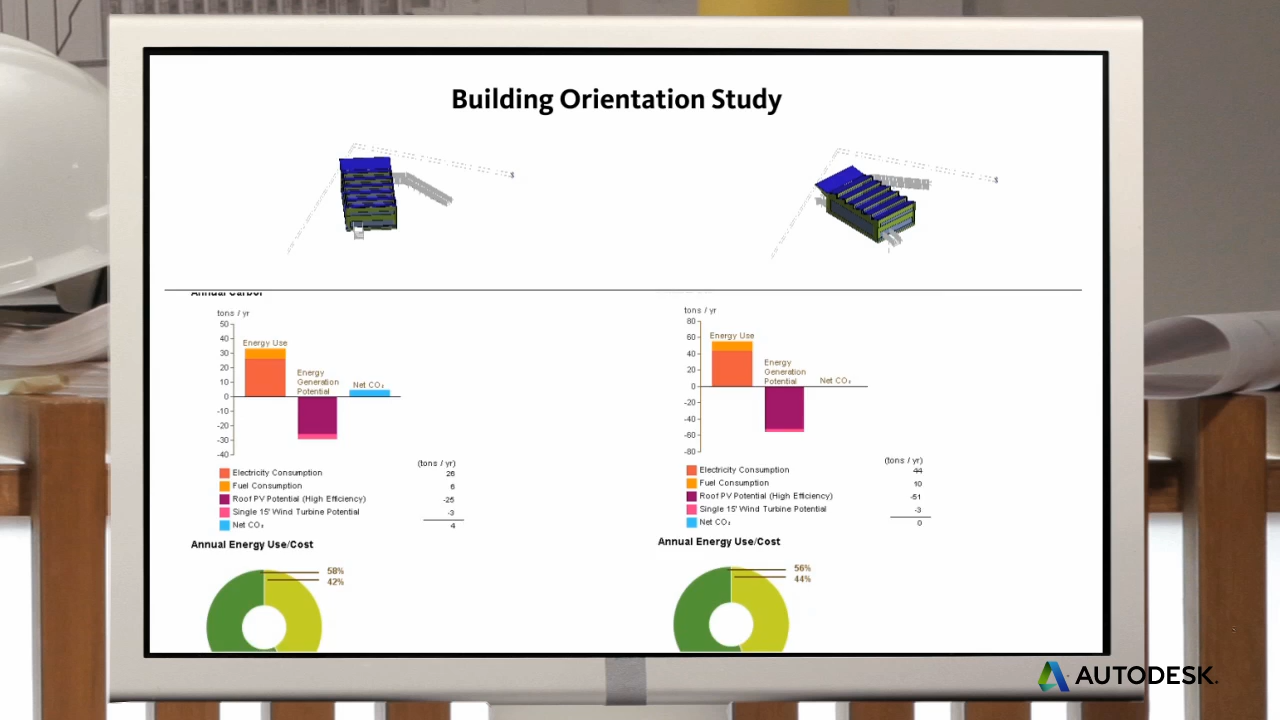 Building Orientation Study
Annual Carbon
tons / yr
50
40
30
20
10
0
-10
-20
-30
-40
Energy Use
Energy
Generation
Potential
Net CO₂
(tons / yr)
Electricity Consumption 26
Fuel Consumption 6
Roof PV Potential (High Efficiency) -25
Single 15' Wind Turbine Potential -3
Net CO₂ 4
Annual Energy Use/Cost
58%
42%
tons / yr
80
60
40
20
0
-20
-40
-60
-80
Energy Use
Energy
Generation
Potential
Net CO₂
(tons / yr)
Electricity Consumption 44
Fuel Consumption 10
Roof PV Potential (High Efficiency) -51
Single 15' Wind Turbine Potential -3
Net CO₂ 0
Annual Energy Use/Cost
56%
44%
AUTODESK.